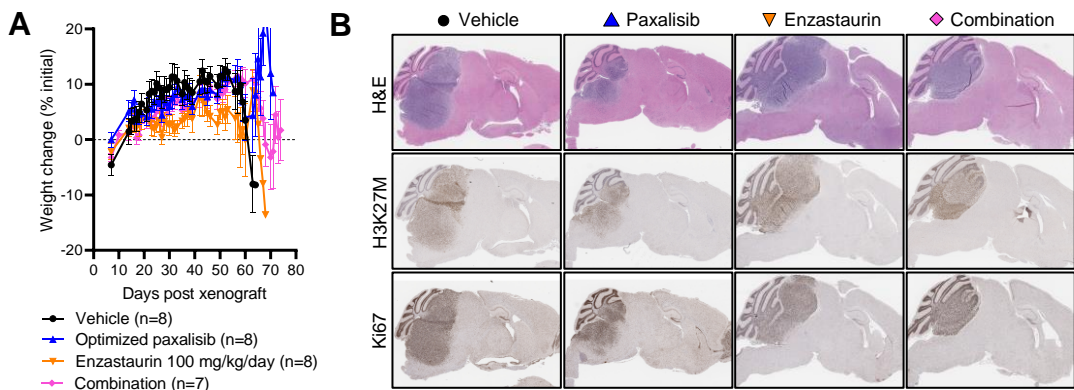 A
Weight change (% initial)
20
10
0
-10
-20
0 10 20 30 40 50 60 70 80
Days post xenograft
Vehicle (n=8)
Optimized paxalisib (n=8)
Enzastaurin 100 mg/kg/day (n=8)
Combination (n=7)
B
Vehicle Paxalisib Enzastaurin Combination
H&E
H3K27M
Ki67